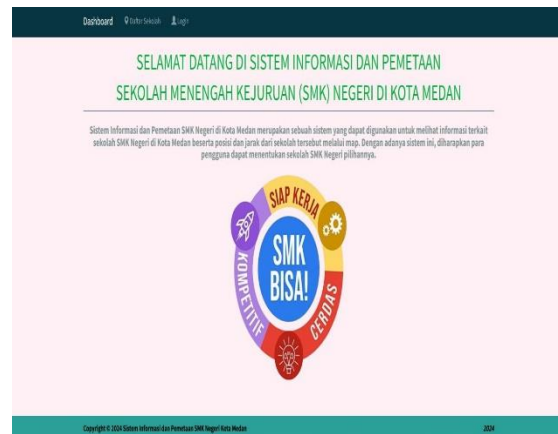 Dashboard Daftar Sekolah Login
SELAMAT DATANG DI SISTEM INFORMASI DAN PEMETAAN
SEKOLAH MENENGAH KEJURUAN (SMK) NEGERI DI KOTA MEDAN
Sistem Informasi dan Pemetaan SMK Negeri di Kota Medan merupakan sebuah sistem yang dapat digunakan untuk melihat informasi terkait
sekolah SMK Negeri di Kota Medan beserta posisi dan jarak dari sekolah tersebut melalui map. Dengan adanya sistem ini, diharapkan para
pengguna dapat menentukan sekolah SMK Negeri pilihannya.
SIAP KERJA
KOMPETITIF
SMK
BISA!
CERDAS
Copyright © 2024 Sistem Informasi dan Pemetaan SMK Negeri Kota Medan 2024